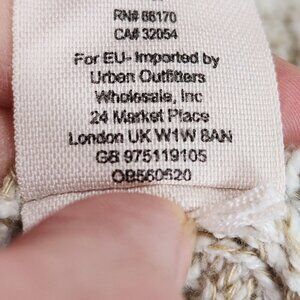 RN# 66170
CA# 32054
For EU- Imported by
Urban Outfitters
Wholesale, Inc
24 Market Place
London UK W1W 8AN
GB 975119105
OB560520